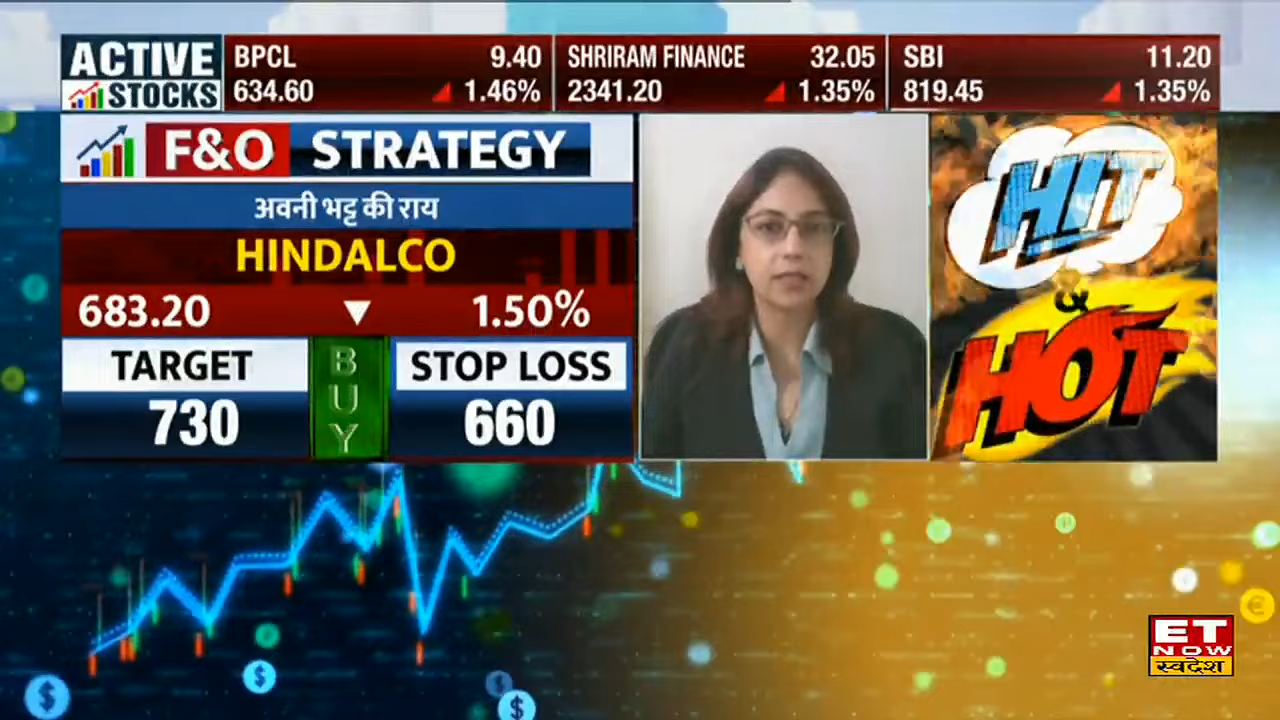 ACTIVE STOCKS
BPCL 9.40
634.60 1.46%
SHRIRAM FINANCE 32.05
2341.20 1.35%
SBI 11.20
819.45 1.35%
F&O STRATEGY
अवनी भट्ट की राय
HINDALCO
683.20 1.50%
TARGET
730
BUY
STOP LOSS
660
HIT
&
HOT
ET
NOW
स्वदेश